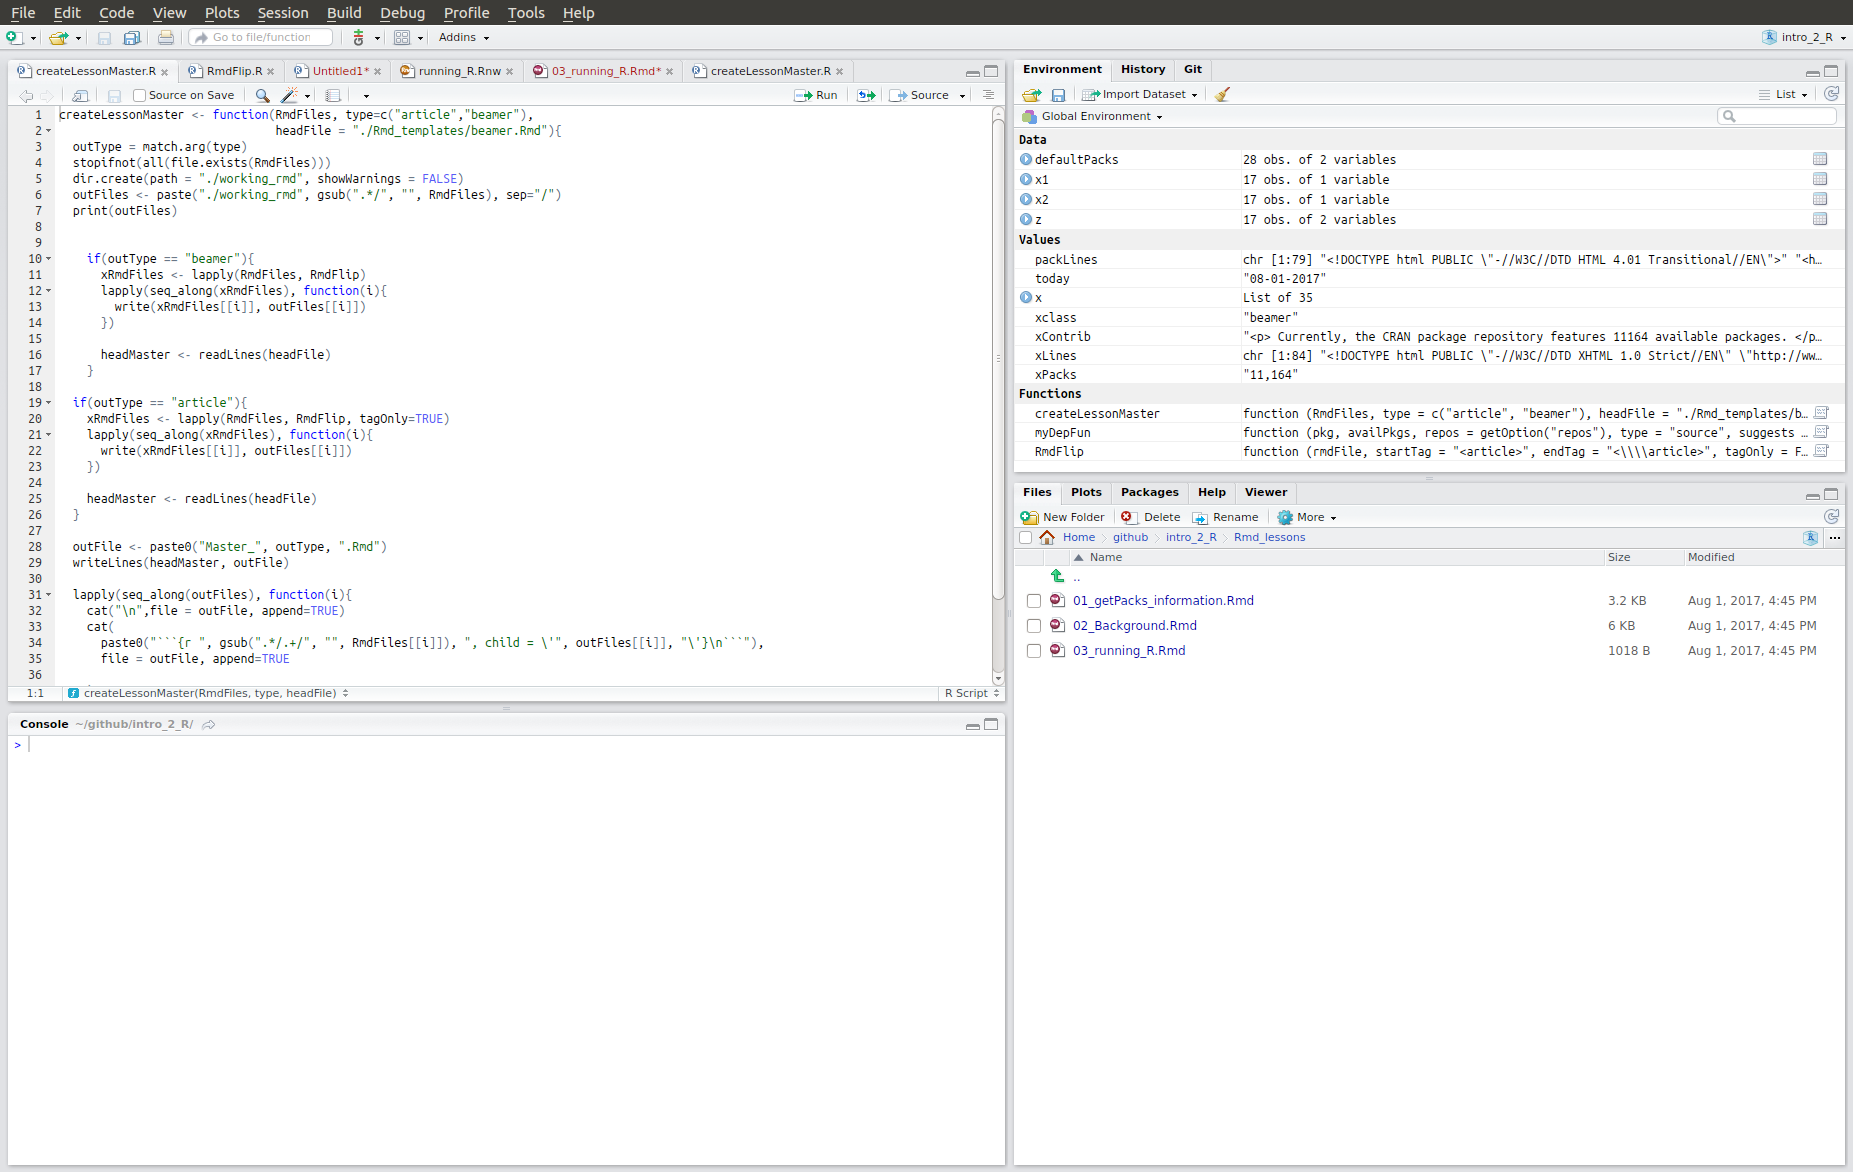 File Edit Code View Plots Session Build Debug Profile Tools Help
Go to file/function Addins intro_2_R
createLessonMaster.R RmdFlip.R Untitled1* running_R.Rnw 03_running_R.Rmd* createLessonMaster.R
Source on Save Run Source
1 createLessonMaster <- function(RmdFiles, type=c("article","beamer"),
2 headFile = "./Rmd_templates/beamer.Rmd"){
3 outType = match.arg(type)
4 stopifnot(all(file.exists(RmdFiles)))
5 dir.create(path = "./working_rmd", showWarnings = FALSE)
6 outFiles <- paste("./working_rmd", gsub(".*/", "", RmdFiles), sep="/")
7 print(outFiles)
8
9
10 if(outType == "beamer"){
11 xRmdFiles <- lapply(RmdFiles, RmdFlip)
12 lapply(seq_along(xRmdFiles), function(i){
13 write(xRmdFiles[[i]], outFiles[[i]])
14 })
15
16 headMaster <- readLines(headFile)
17 }
18
19 if(outType == "article"){
20 xRmdFiles <- lapply(RmdFiles, RmdFlip, tagOnly=TRUE)
21 lapply(seq_along(xRmdFiles), function(i){
22 write(xRmdFiles[[i]], outFiles[[i]])
23 })
24
25 headMaster <- readLines(headFile)
26 }
27
28 outFile <- paste0("Master_", outType, ".Rmd")
29 writeLines(headMaster, outFile)
30
31 lapply(seq_along(outFiles), function(i){
32 cat("\n",file = outFile, append=TRUE)
33 cat(
34 paste0("```{r ", gsub(".*/.+/", "", RmdFiles[[i]]), ", child = \'", outFiles[[i]], "\'}\n```"),
35 file = outFile, append=TRUE
36
1:1 createLessonMaster(RmdFiles, type, headFile) R Script
Console ~/github/intro_2_R/
>
Environment History Git
Import Dataset List
Global Environment
Data
defaultPacks 28 obs. of 2 variables
x1 17 obs. of 1 variable
x2 17 obs. of 1 variable
z 17 obs. of 2 variables
Values
packLines chr [1:79] "<!DOCTYPE html PUBLIC \"-//W3C//DTD HTML 4.01 Transitional//EN\">" "<h…
today "08-01-2017"
x List of 35
xclass "beamer"
xContrib "<p> Currently, the CRAN package repository features 11164 available packages. </p…
xLines chr [1:84] "<!DOCTYPE html PUBLIC \"-//W3C//DTD XHTML 1.0 Strict//EN\" \"http://ww…
xPacks "11,164"
Functions
createLessonMaster function (RmdFiles, type = c("article", "beamer"), headFile = "./Rmd_templates/b…
myDepFun function (pkg, availPkgs, repos = getOption("repos"), type = "source", suggests …
RmdFlip function (rmdFile, startTag = "<article>", endTag = "<\\\\article>", tagOnly = F…
Files Plots Packages Help Viewer
New Folder Delete Rename More
Home github intro_2_R Rmd_lessons ...
Name Size Modified
..
01_getPacks_information.Rmd 3.2 KB Aug 1, 2017, 4:45 PM
02_Background.Rmd 6 KB Aug 1, 2017, 4:45 PM
03_running_R.Rmd 1018 B Aug 1, 2017, 4:45 PM